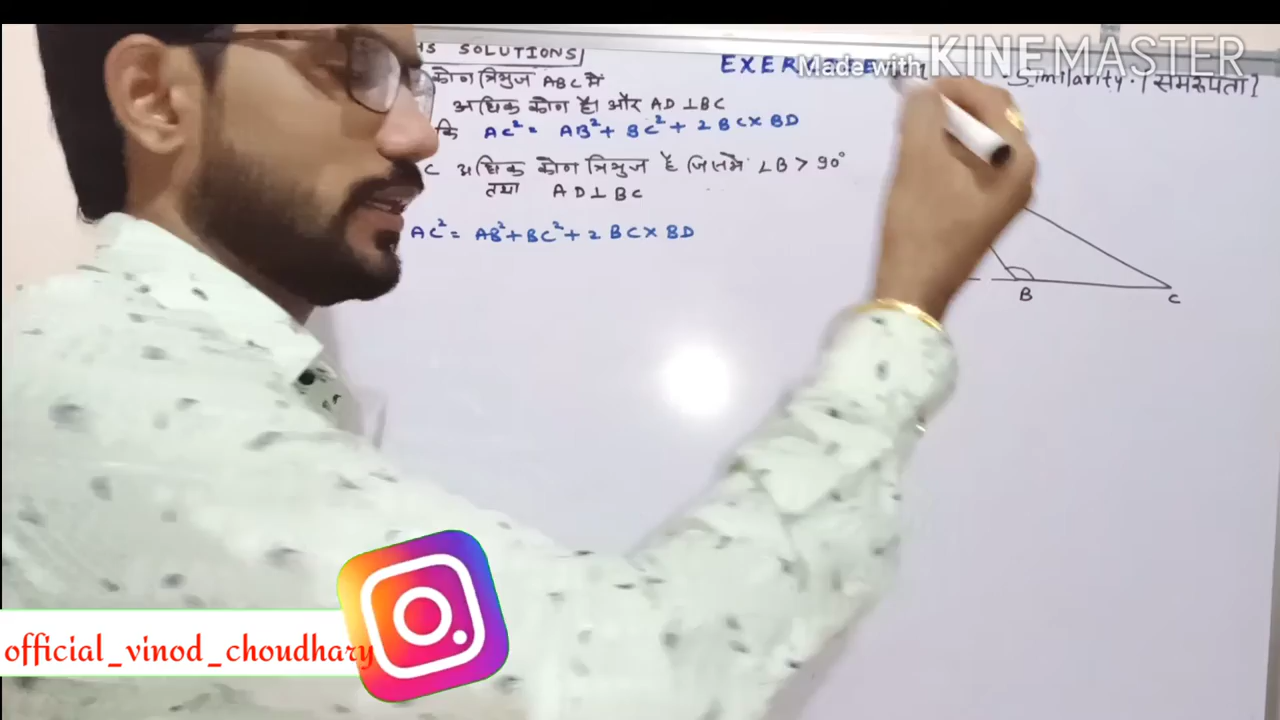 SOLUTIONS
EXER
Made with KINEMASTER
Similarity. (समरूपता)
कोन त्रिभुज ABC में
अधिक कोन है। और AD ⊥ BC
कि AC² = AB² + BC² + 2 BC × BD
C अधिक कोन त्रिभुज है जिसमें ∠B > 90°
तथा AD ⊥ BC
AC² = AB² + BC² + 2 BC × BD
B
C
official_vinod_choudhary